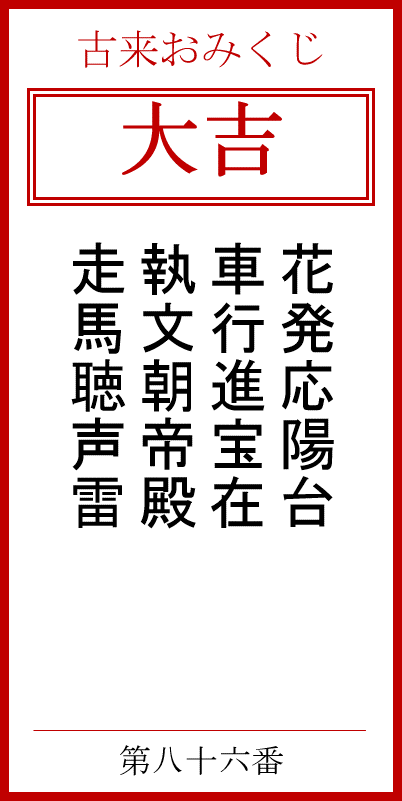 古来おみくじ
大吉
花発応陽台
車行進宝在
執文朝帝殿
走馬聴声雷
第八十六番